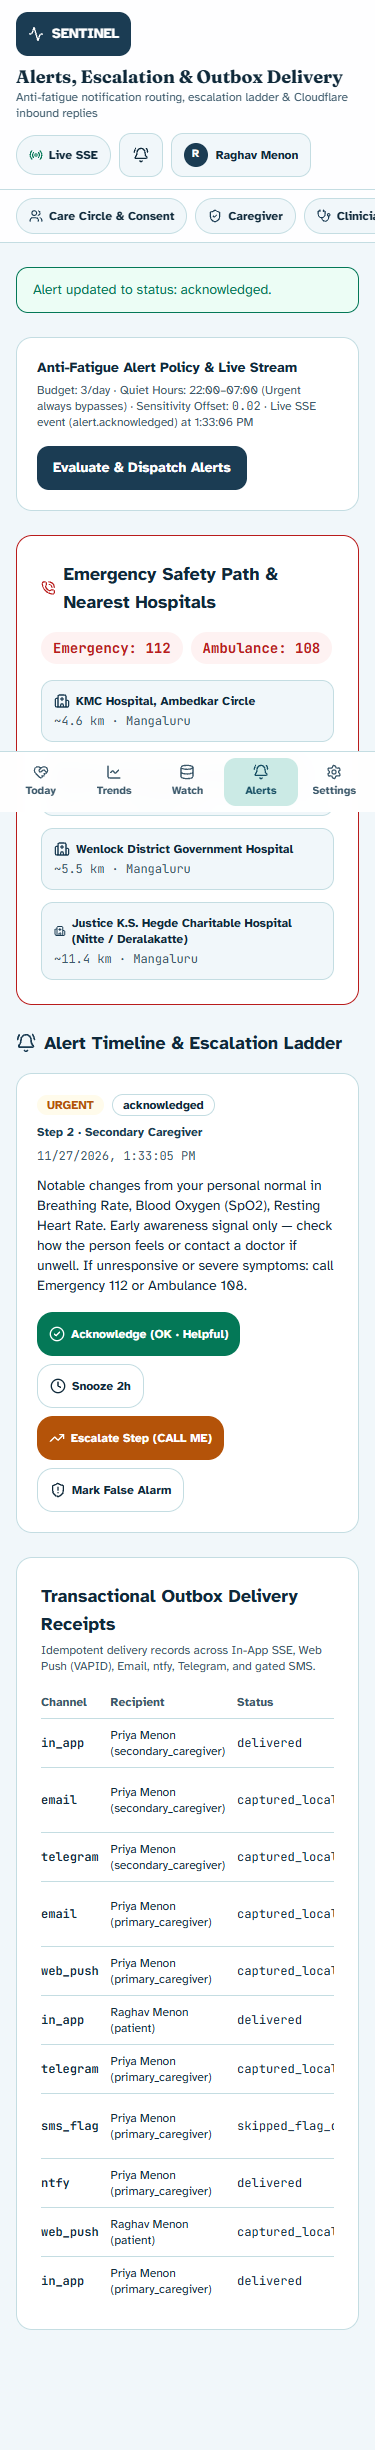 SENTINEL
Alerts, Escalation & Outbox Delivery
Anti-fatigue notification routing, escalation ladder & Cloudflare
inbound replies
Live SSE
R
Raghav Menon
Care Circle & Consent
Caregiver
Clinicia
Alert updated to status: acknowledged.
Anti-Fatigue Alert Policy & Live Stream
Budget: 3/day · Quiet Hours: 22:00–07:00 (Urgent
always bypasses) · Sensitivity Offset: 0.02 · Live SSE
event (alert.acknowledged) at 1:33:06 PM
Evaluate & Dispatch Alerts
Emergency Safety Path &
Nearest Hospitals
Emergency: 112
Ambulance: 108
KMC Hospital, Ambedkar Circle
~4.6 km · Mangaluru
Today
Trends
Watch
Alerts
Settings
Wenlock District Government Hospital
~5.5 km · Mangaluru
Justice K.S. Hegde Charitable Hospital
(Nitte / Deralakatte)
~11.4 km · Mangaluru
Alert Timeline & Escalation Ladder
URGENT
acknowledged
Step 2 · Secondary Caregiver
11/27/2026, 1:33:05 PM
Notable changes from your personal normal in
Breathing Rate, Blood Oxygen (SpO2), Resting
Heart Rate. Early awareness signal only — check
how the person feels or contact a doctor if
unwell. If unresponsive or severe symptoms: call
Emergency 112 or Ambulance 108.
Acknowledge (OK · Helpful)
Snooze 2h
Escalate Step (CALL ME)
Mark False Alarm
Transactional Outbox Delivery
Receipts
Idempotent delivery records across In-App SSE, Web
Push (VAPID), Email, ntfy, Telegram, and gated SMS.
Channel Recipient Status
in_app Priya Menon (secondary_caregiver) delivered
email Priya Menon (secondary_caregiver) captured_local
telegram Priya Menon (secondary_caregiver) captured_local
email Priya Menon (primary_caregiver) captured_local
web_push Priya Menon (primary_caregiver) captured_local
in_app Raghav Menon (patient) delivered
telegram Priya Menon (primary_caregiver) captured_local
sms_flag Priya Menon (primary_caregiver) skipped_flag_
ntfy Priya Menon (primary_caregiver) delivered
web_push Raghav Menon (patient) captured_local
in_app Priya Menon (primary_caregiver) delivered